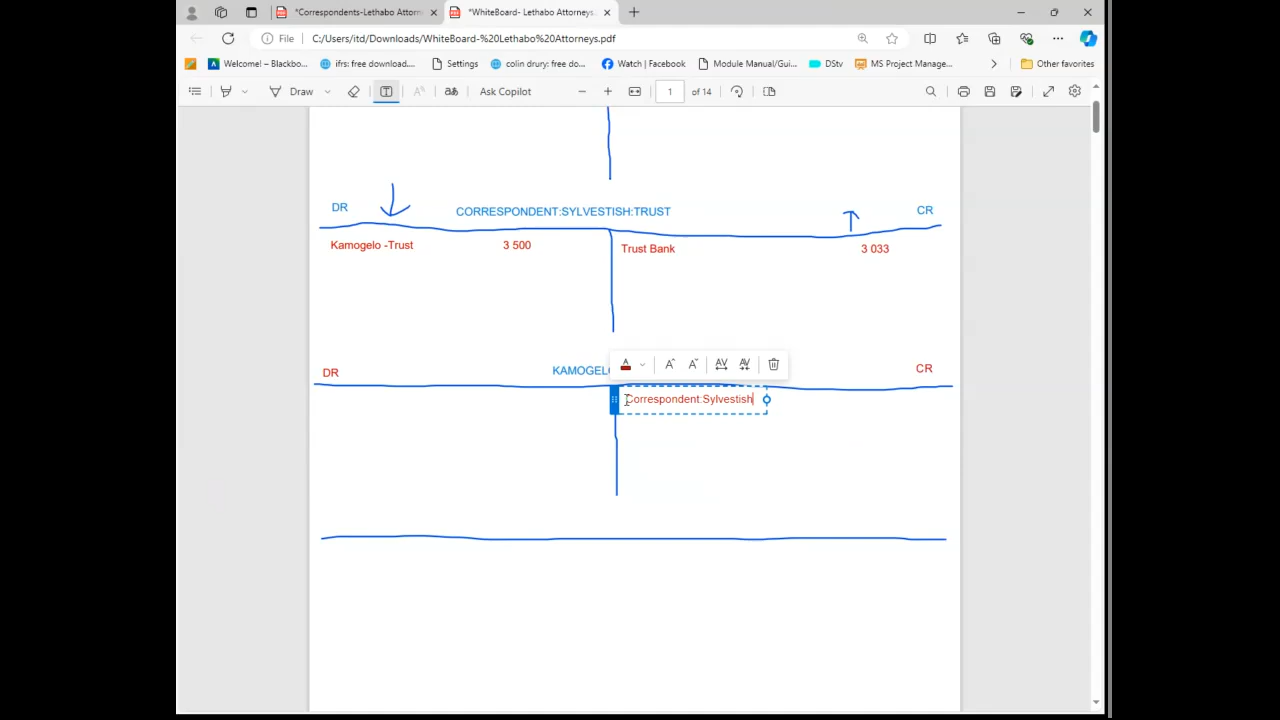 *Correspondents-Lethabo Attorn
*WhiteBoard- Lethabo Attorneys.
File
C:/Users/itd/Downloads/WhiteBoard-%20Lethabo%20Attorneys.pdf
Welcome! – Blackbo...
ifrs: free download....
Settings
colin drury: free do...
Watch | Facebook
Module Manual/Gui...
DStv
MS Project Manage...
Other favorites
Draw
aあ
Ask Copilot
1
of 14
DR
CORRESPONDENT:SYLVESTISH:TRUST
CR
Kamogelo -Trust
3 500
Trust Bank
3 033
DR
KAMOGELO
CR
Correspondent:Sylvestish